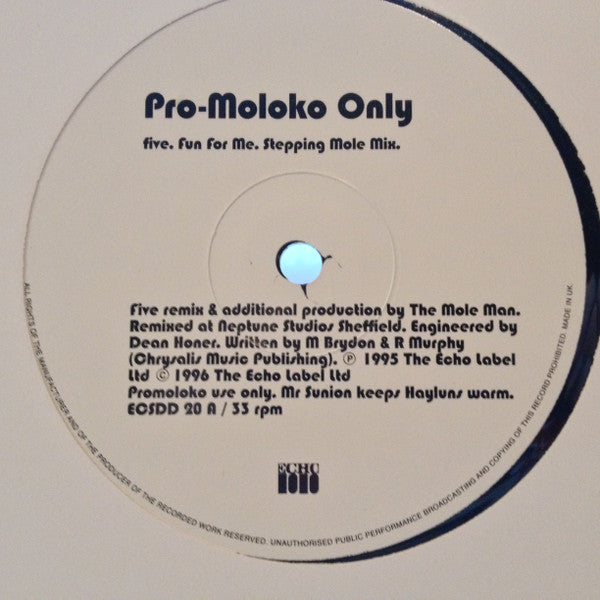 Pro-Moloko Only
five. Fun For Me. Stepping Mole Mix.
Five remix & additional production by The Mole Man.
Remixed at Neptune Studios Sheffield. Engineered by
Dean Honer. Written by M Brydon & R Murphy
(Chrysalis Music Publishing). ℗ 1995 The Echo Label
Ltd © 1996 The Echo Label Ltd
Promoloko use only. Mr Sunion keeps Hayluns warm.
ECSDD 20 A / 33 rpm
ECHO
ALL RIGHTS OF THE MANUFACTURER AND OF THE PRODUCER OF THE RECORDED WORK RESERVED. UNAUTHORISED PUBLIC PERFORMANCE BROADCASTING AND COPYING OF THIS RECORD PROHIBITED. MADE IN UK.